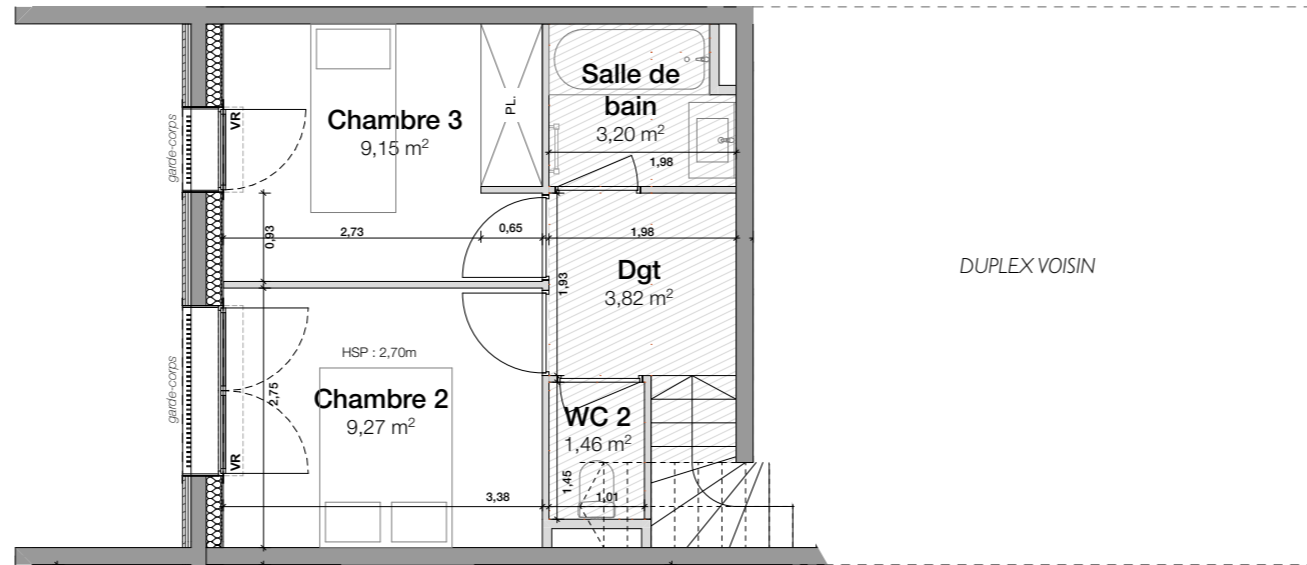 Salle de
bain
3,20 m²
1,98
Chambre 3
9,15 m²
PL.
VR
garde-corps
0,93
2,73
0,65
1,98
1,93
Dgt
3,82 m²
DUPLEX VOISIN
HSP : 2,70m
Chambre 2
9,27 m²
2,75
garde-corps
VR
3,38
WC 2
1,46 m²
1,45
1,01